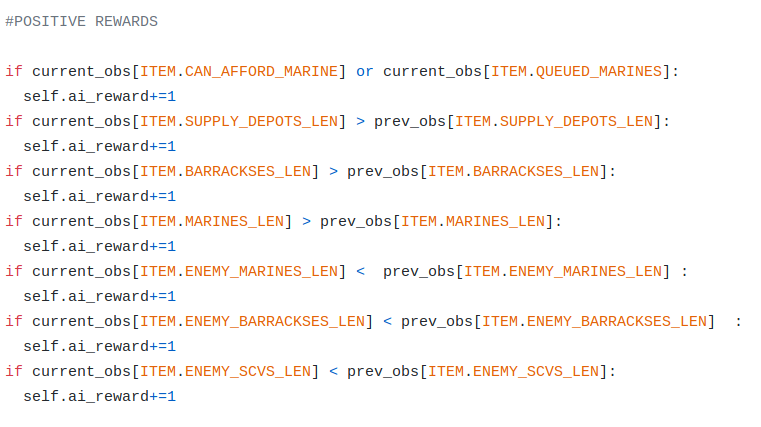 #POSITIVE REWARDS

if current_obs[ITEM.CAN_AFFORD_MARINE] or current_obs[ITEM.QUEUED_MARINES]:
  self.ai_reward+=1
if current_obs[ITEM.SUPPLY_DEPOTS_LEN] > prev_obs[ITEM.SUPPLY_DEPOTS_LEN]:
  self.ai_reward+=1
if current_obs[ITEM.BARRACKSES_LEN] > prev_obs[ITEM.BARRACKSES_LEN]:
  self.ai_reward+=1
if current_obs[ITEM.MARINES_LEN] > prev_obs[ITEM.MARINES_LEN]:
  self.ai_reward+=1
if current_obs[ITEM.ENEMY_MARINES_LEN] <  prev_obs[ITEM.ENEMY_MARINES_LEN] :
  self.ai_reward+=1
if current_obs[ITEM.ENEMY_BARRACKSES_LEN] < prev_obs[ITEM.ENEMY_BARRACKSES_LEN]  :
  self.ai_reward+=1
if current_obs[ITEM.ENEMY_SCVS_LEN] < prev_obs[ITEM.ENEMY_SCVS_LEN]:
  self.ai_reward+=1